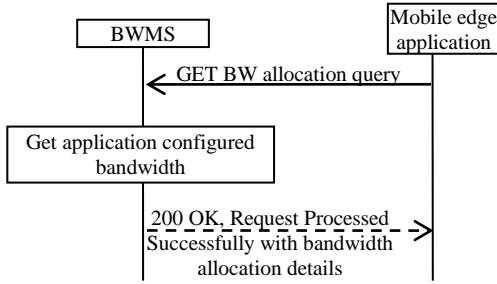 BWMS
Mobile edge
application
GET BW allocation query
Get application configured
bandwidth
200 OK, Request Processed
Successfully with bandwidth
allocation details